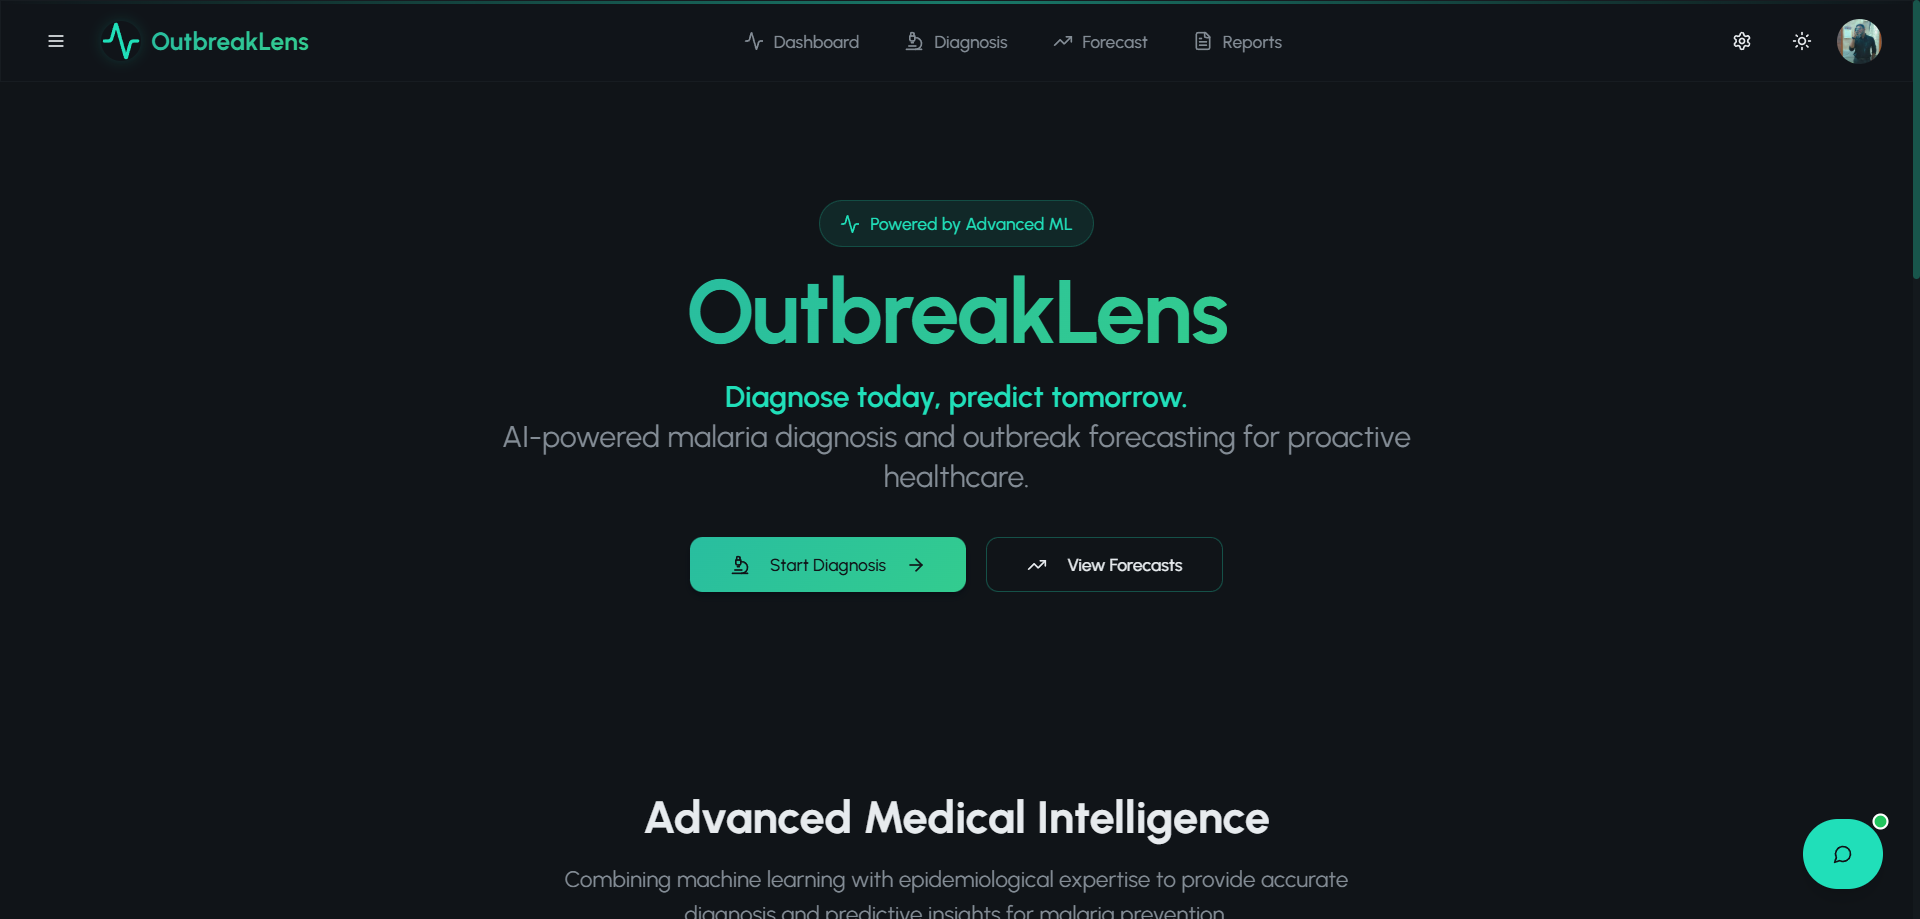 OutbreakLens
Dashboard
Diagnosis
Forecast
Reports
Powered by Advanced ML
OutbreakLens
Diagnose today, predict tomorrow.
AI-powered malaria diagnosis and outbreak forecasting for proactive
healthcare.
Start Diagnosis
View Forecasts
Advanced Medical Intelligence
Combining machine learning with epidemiological expertise to provide accurate
diagnosis and predictive insights for malaria prevention